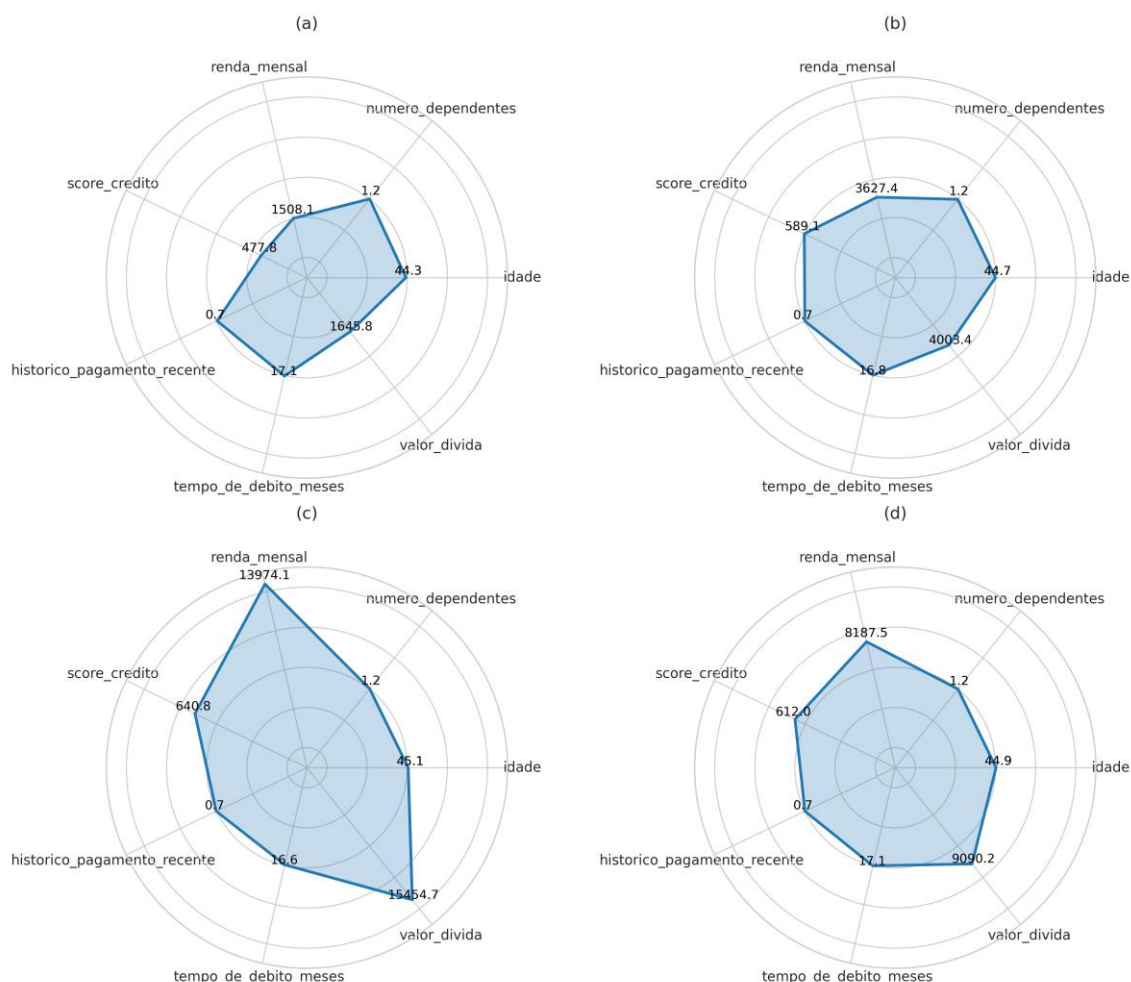 (a)
renda_mensal
numero_dependentes
score_credito
1.2
1508.1
477.8
44.3
idade
0.7
1645.8
historico_pagamento_recente
17.1
valor_divida
tempo_de_debito_meses
(b)
renda_mensal
numero_dependentes
score_credito
3627.4
1.2
589.1
44.7
idade
0.7
4003.4
historico_pagamento_recente
16.8
valor_divida
tempo_de_debito_meses
(c)
renda_mensal
13974.1
numero_dependentes
score_credito
1.2
640.8
45.1
idade
0.7
historico_pagamento_recente
16.6
15454.7
valor_divida
tempo_de_debito_meses
(d)
renda_mensal
numero_dependentes
8187.5
score_credito
1.2
612.0
44.9
idade
0.7
historico_pagamento_recente
17.1
9090.2
valor_divida
tempo_de_debito_meses